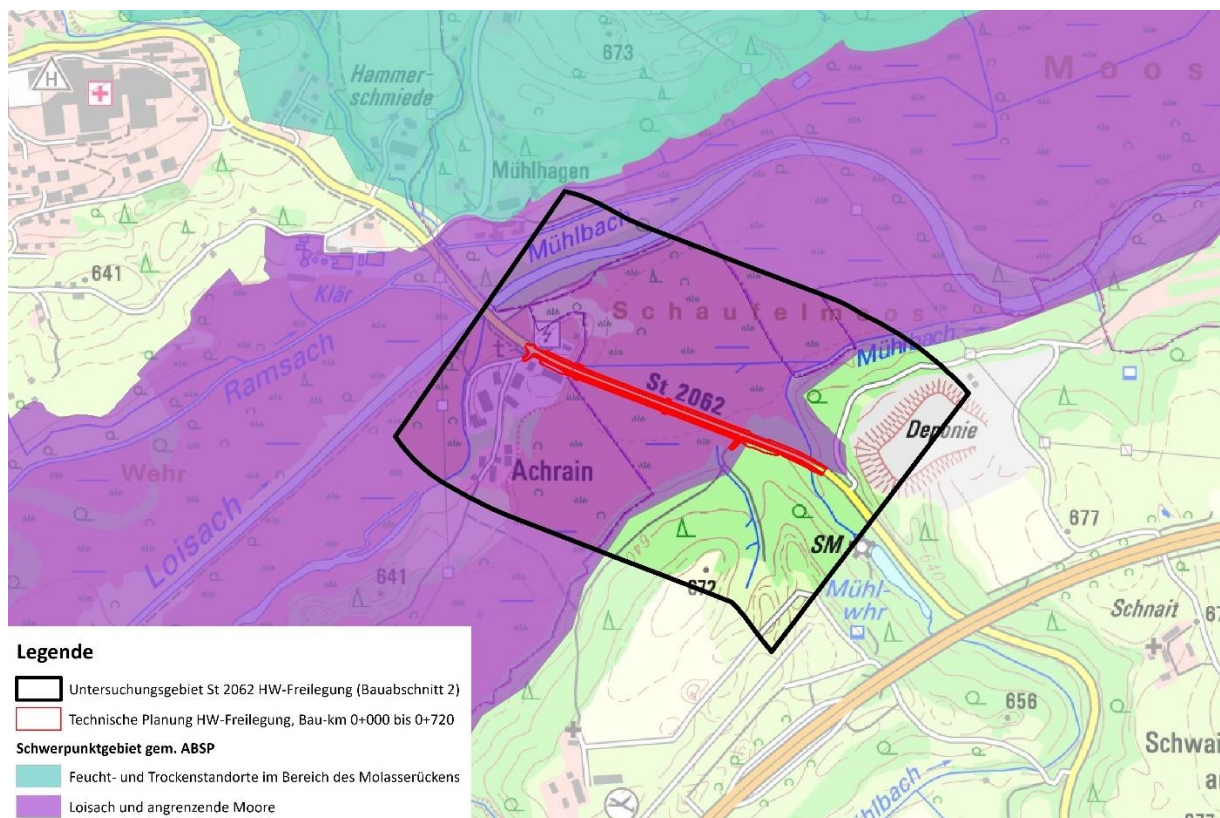 673
Moos
640
H
Hammer-
schmiede
Mühlhagen
641
Mühlbach
Klär
Schaufelmoos
Ramsach
Mühlbach
St 2062
Deponie
Wehr
Achrain
Loisach
677
SM
641
640
672
Mühl-
whr
Schnait
656
Schwai
Mühlbach
Legende
Untersuchungsgebiet St 2062 HW-Freilegung (Bauabschnitt 2)
Technische Planung HW-Freilegung, Bau-km 0+000 bis 0+720
Schwerpunktgebiet gem. ABSP
Feucht- und Trockenstandorte im Bereich des Molasserückens
Loisach und angrenzende Moore